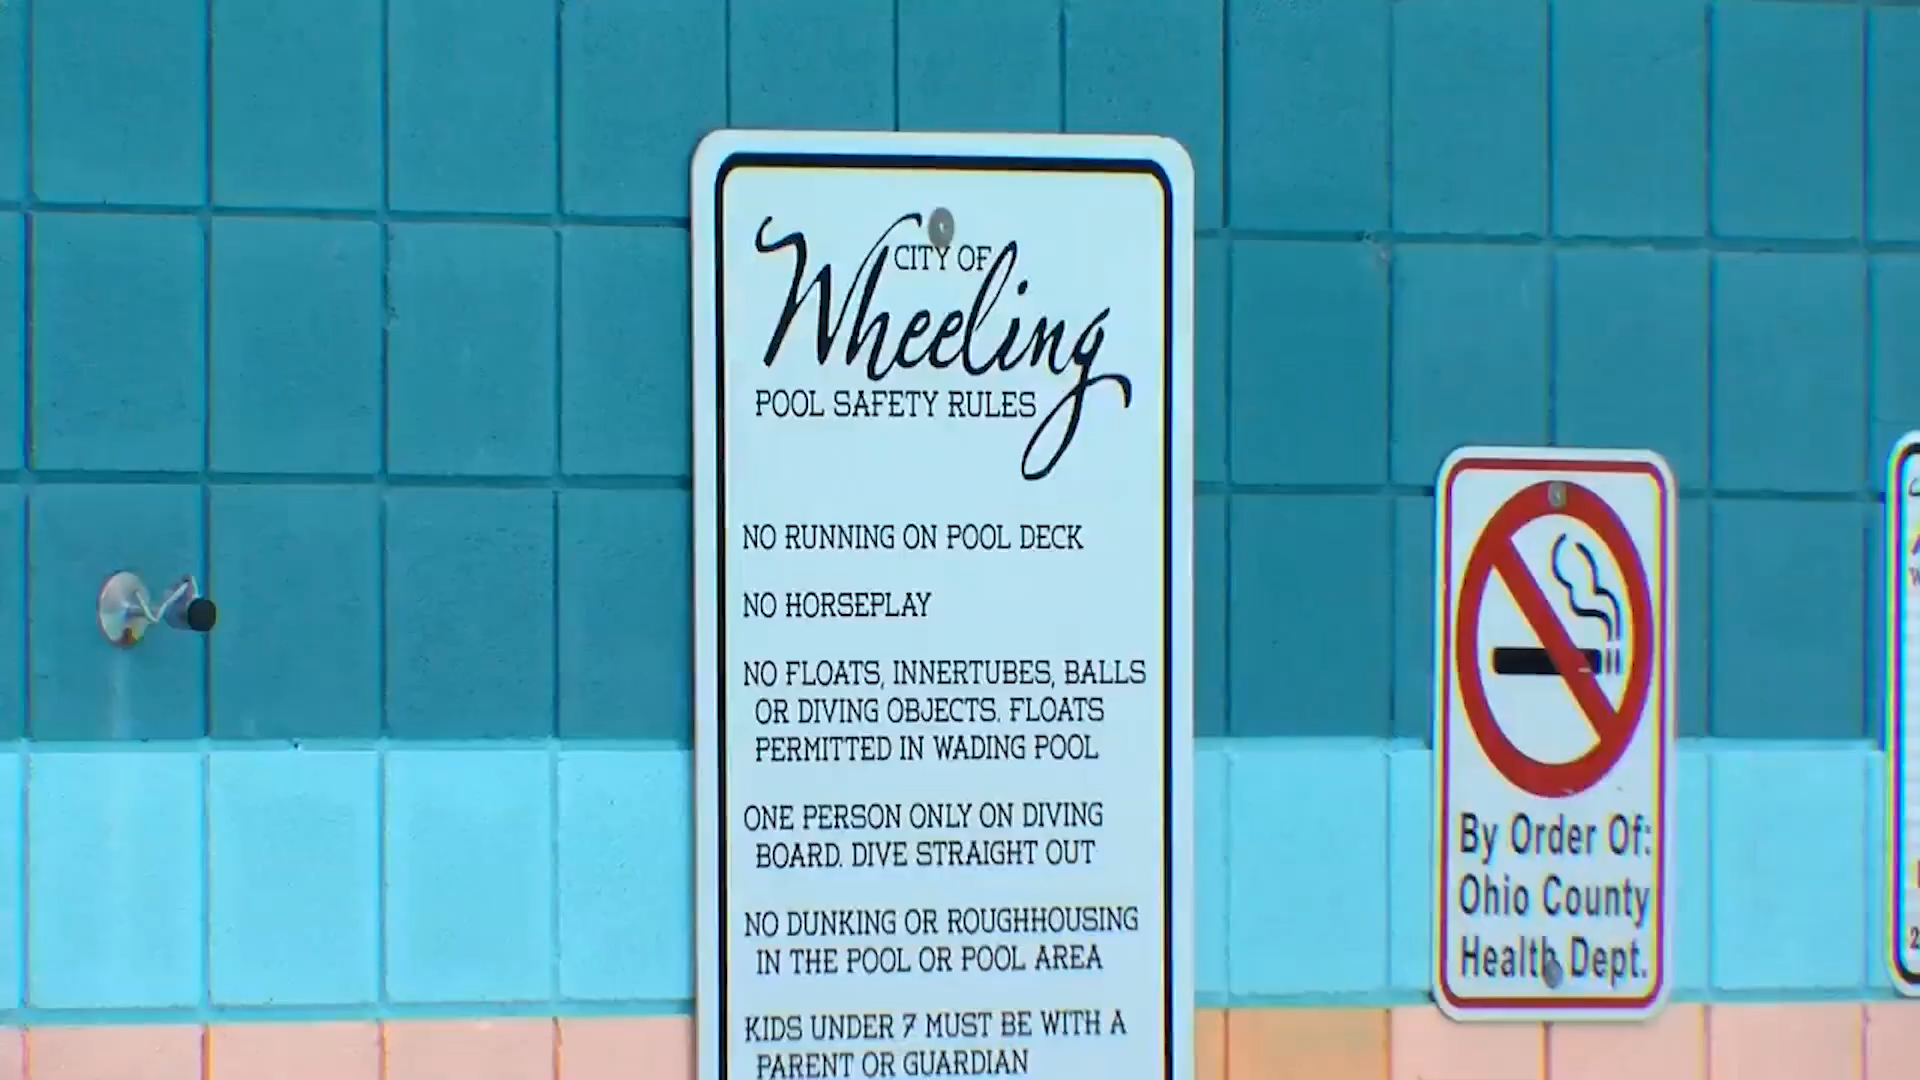 CITY OF
Wheeling
POOL SAFETY RULES
NO RUNNING ON POOL DECK
NO HORSEPLAY
NO FLOATS, INNERTUBES, BALLS
OR DIVING OBJECTS. FLOATS
PERMITTED IN WADING POOL
ONE PERSON ONLY ON DIVING
BOARD. DIVE STRAIGHT OUT
NO DUNKING OR ROUGHHOUSING
IN THE POOL OR POOL AREA
KIDS UNDER 7 MUST BE WITH A
PARENT OR GUARDIAN
By Order Of:
Ohio County
Health Dept.